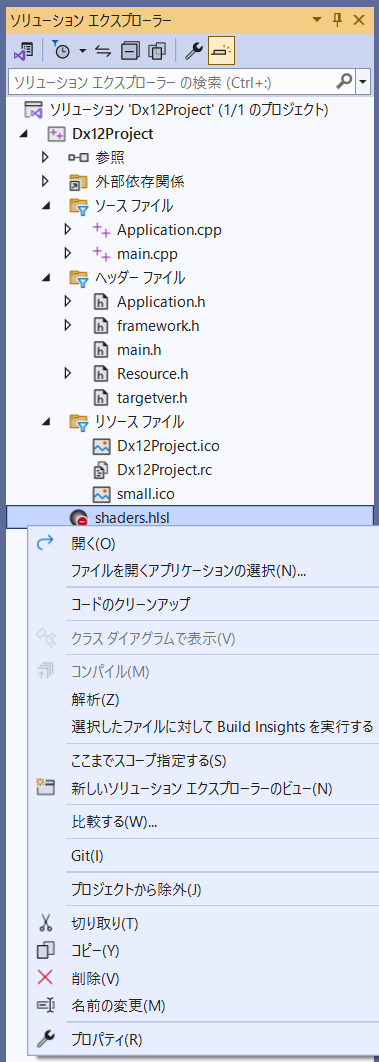 ソリューション エクスプローラー
ソリューション エクスプローラー の検索 (Ctrl+:)
ソリューション 'Dx12Project' (1/1 のプロジェクト)
Dx12Project
参照
外部依存関係
ソース ファイル
Application.cpp
main.cpp
ヘッダー ファイル
Application.h
framework.h
main.h
Resource.h
targetver.h
リソース ファイル
Dx12Project.ico
Dx12Project.rc
small.ico
shaders.hlsl
開く(O)
ファイルを開くアプリケーションの選択(N)...
コードのクリーンアップ
クラス ダイアグラムで表示(V)
コンパイル(M)
解析(Z)
選択したファイルに対して Build Insights を実行する
ここまでスコープ指定する(S)
新しいソリューション エクスプローラーのビュー(N)
比較する(W)...
Git(I)
プロジェクトから除外(J)
切り取り(T)
コピー(Y)
削除(V)
名前の変更(M)
プロパティ(R)